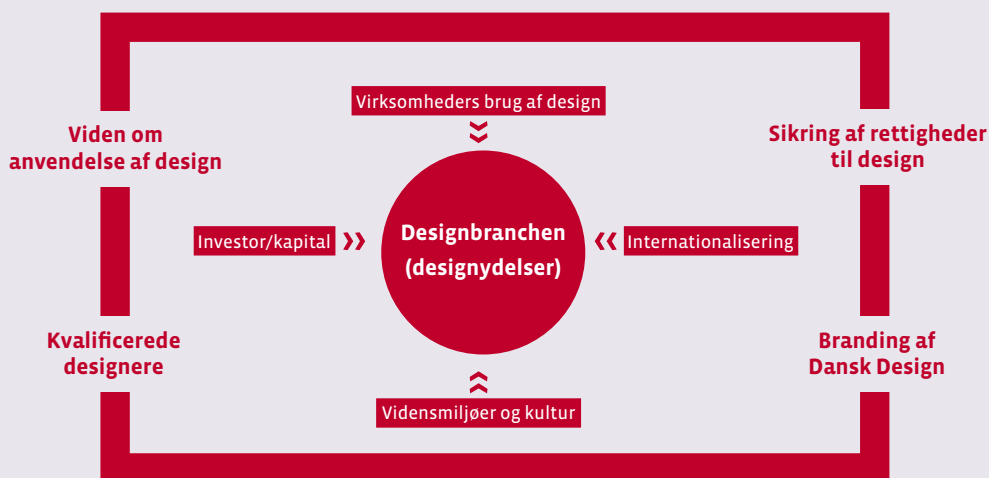 Virksomheders brug af design
Viden om
anvendelse af design
Sikring af rettigheder
til design
Investor/kapital
Designbranchen
(designydelser)
Internationalisering
Kvalificerede
designere
Branding af
Dansk Design
Vidensmiljøer og kultur